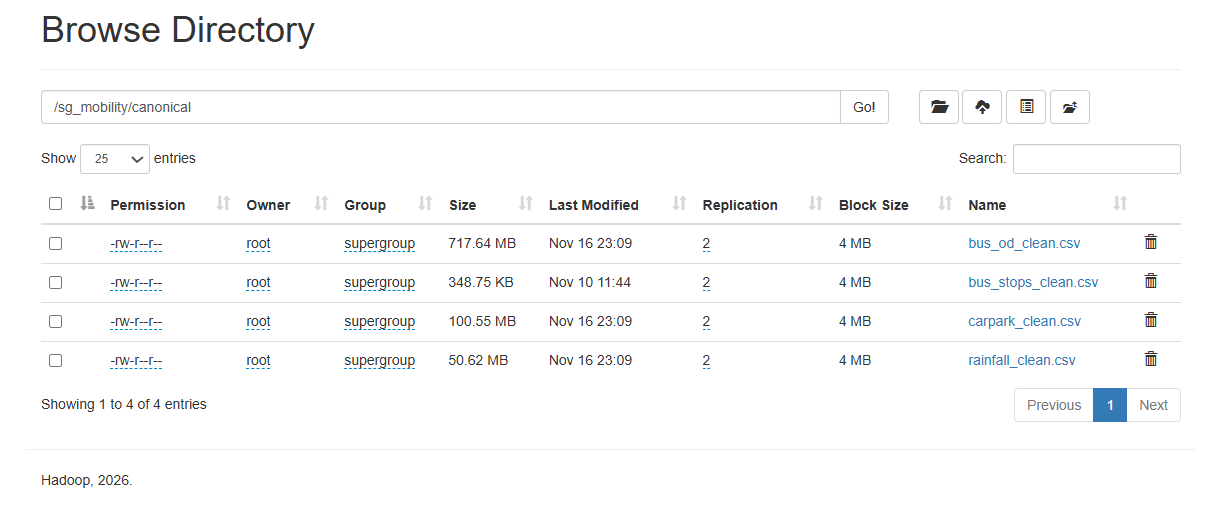 Browse Directory
/sg_mobility/canonical Go!
Show 25 entries Search:
Permission Owner Group Size Last Modified Replication Block Size Name
-rw-r--r-- root supergroup 717.64 MB Nov 16 23:09 2 4 MB bus_od_clean.csv
-rw-r--r-- root supergroup 348.75 KB Nov 10 11:44 2 4 MB bus_stops_clean.csv
-rw-r--r-- root supergroup 100.55 MB Nov 16 23:09 2 4 MB carpark_clean.csv
-rw-r--r-- root supergroup 50.62 MB Nov 16 23:09 2 4 MB rainfall_clean.csv
Showing 1 to 4 of 4 entries Previous 1 Next
Hadoop, 2026.